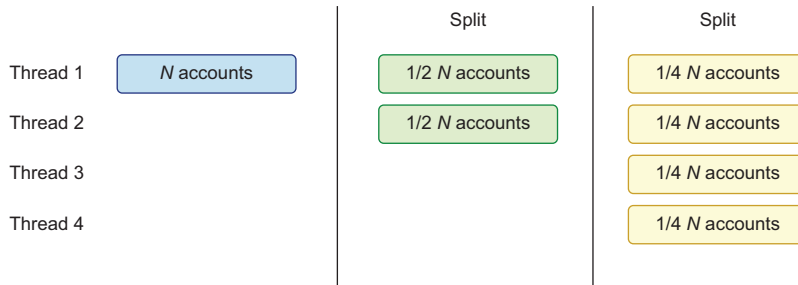 Split Split
Thread 1 N accounts 1/2 N accounts 1/4 N accounts
Thread 2 1/2 N accounts 1/4 N accounts
Thread 3 1/4 N accounts
Thread 4 1/4 N accounts